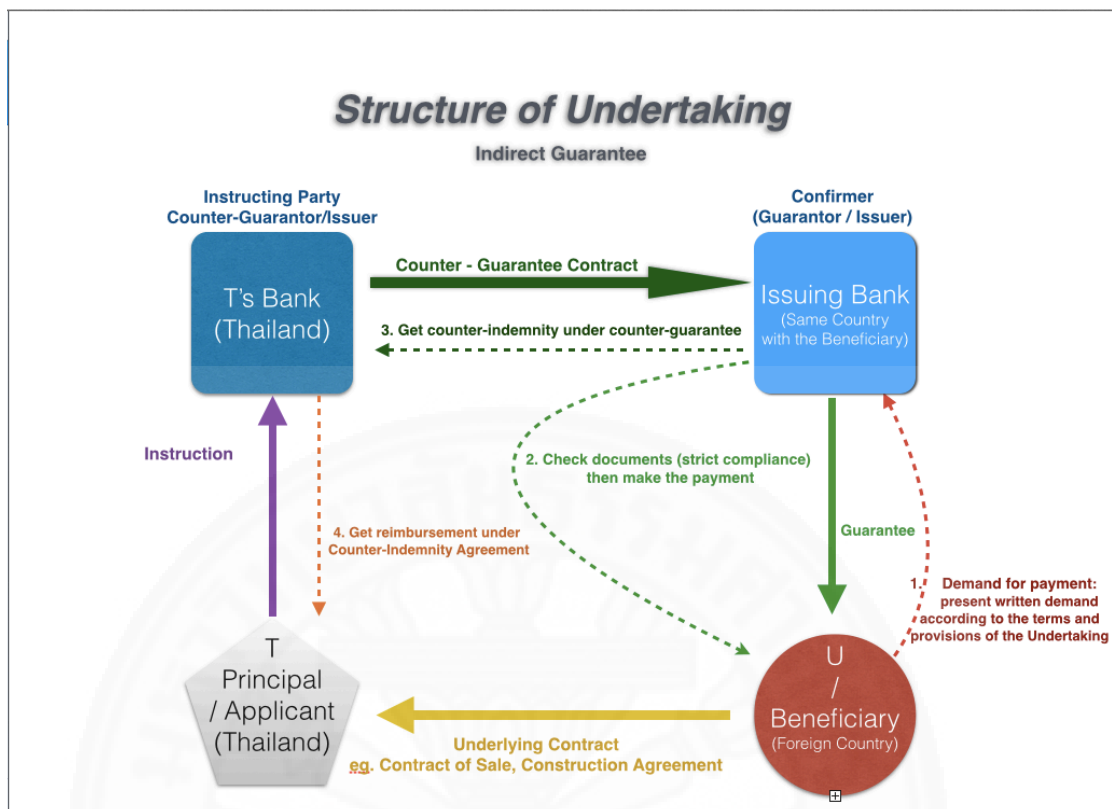 Structure of Undertaking
Indirect Guarantee
Instructing Party
Counter-Guarantor/Issuer
Confirmer
(Guarantor / Issuer)
T's Bank
(Thailand)
Counter - Guarantee Contract
Issuing Bank
(Same Country
with the Beneficiary)
3. Get counter-indemnity under counter-guarantee
Instruction
2. Check documents (strict compliance)
then make the payment
4. Get reimbursement under
Counter-Indemnity Agreement
Guarantee
1. Demand for payment:
present written demand
according to the terms and
provisions of the Undertaking
T
Principal
/ Applicant
(Thailand)
U
/
Beneficiary
(Foreign Country)
Underlying Contract
eg. Contract of Sale, Construction Agreement